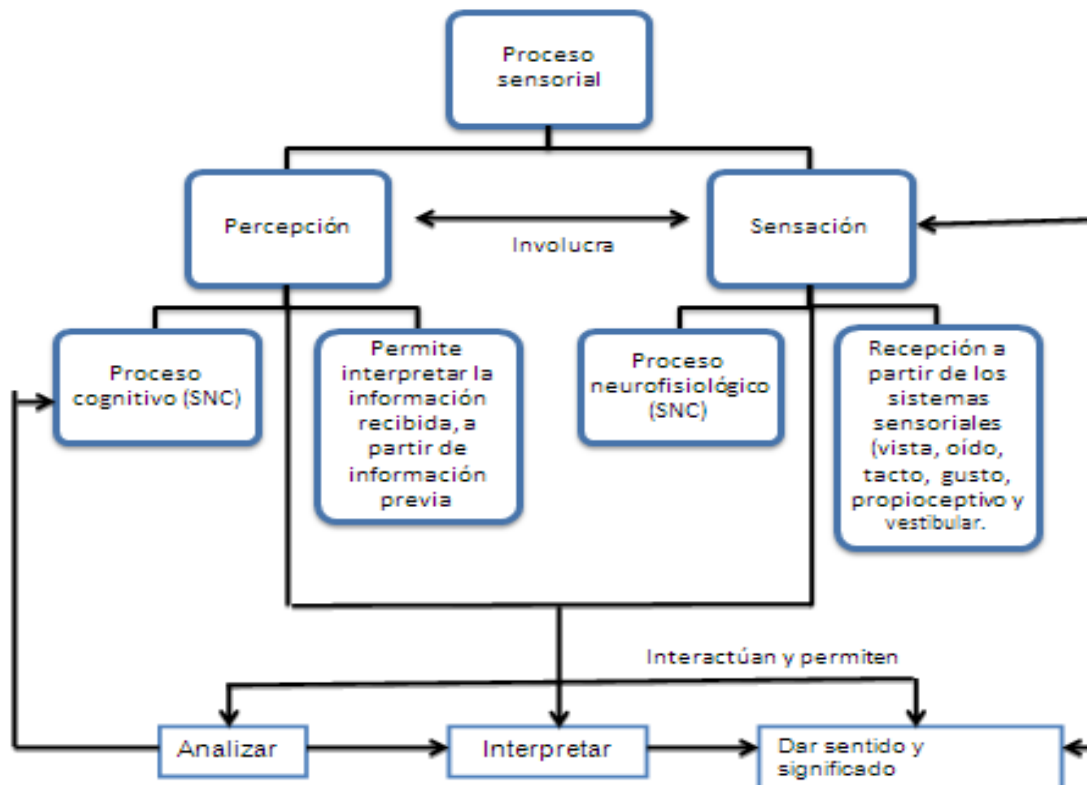 Proceso
sensorial
Percepción
Involucra
Sensación
Proceso
cognitivo (SNC)
Permite
interpretar la
información
recibida, a
partir de
información
previa
Proceso
neurofisiológico
(SNC)
Recepción a
partir de los
sistemas
sensoriales
(vista, oído,
tacto, gusto,
propioceptivo y
vestibular.
Interactúan y permiten
Analizar
Interpretar
Dar sentido y
significado